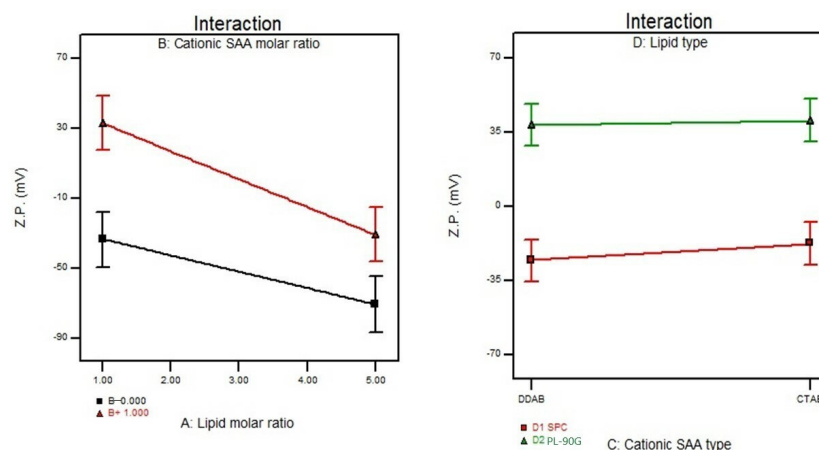 Interaction
B: Cationic SAA molar ratio
70
30
-10
-50
-90
Z.P. (mV)
1.00 2.00 3.00 4.00 5.00
B- 0.000
B+ 1.000
A: Lipid molar ratio
Interaction
D: Lipid type
70
35
0
-35
-70
Z.P. (mV)
DDAB CTAB
D1 SPC
D2 PL-90G
C: Cationic SAA type